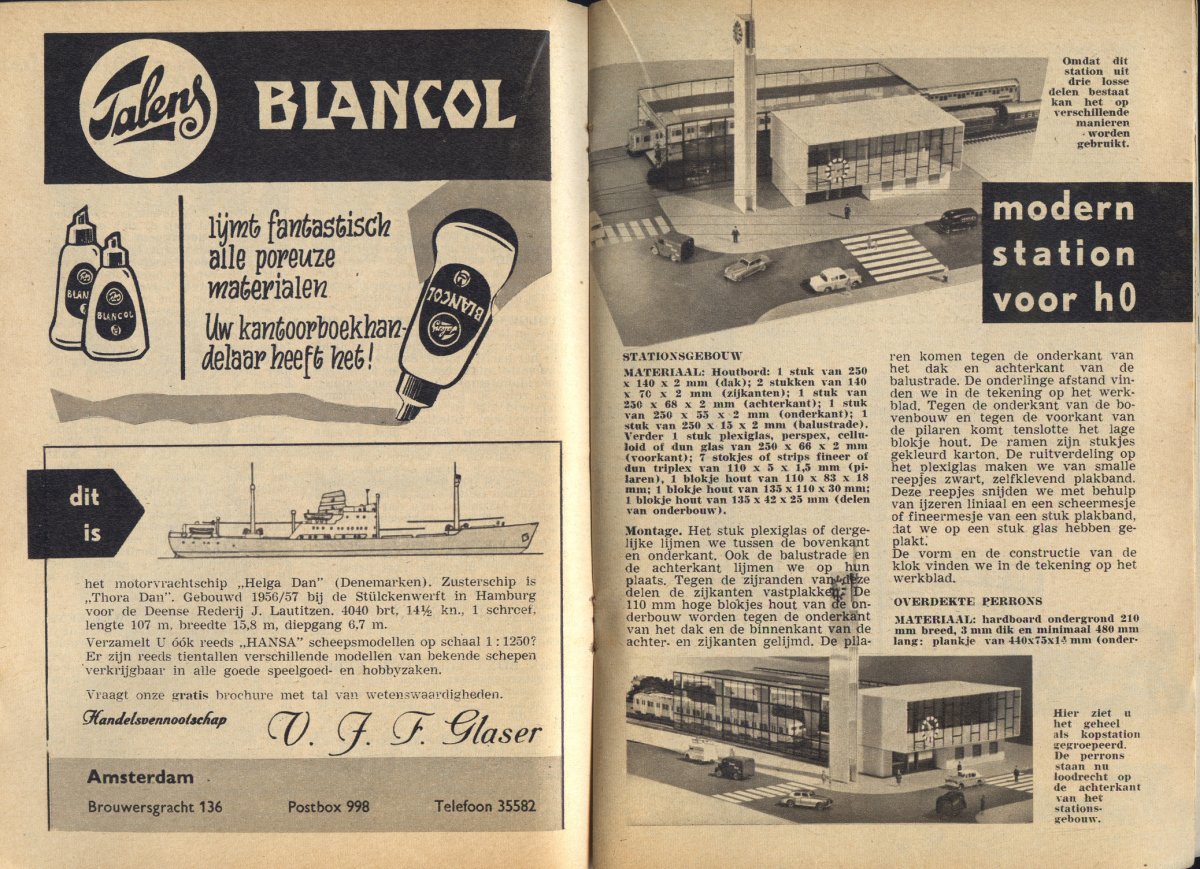 Talens
BLANCOL
lijmt fantastisch
alle poreuze
materialen
Uw kantoorboekhan-
delaar heeft het!
BLAN
BLANCOL
BLANCOL
Talens
dit
is
het motorvrachtschip „Helga Dan” (Denemarken). Zusterschip is
„Thora Dan”. Gebouwd 1956/57 bij de Stülckenwerft in Hamburg
voor de Deense Rederij J. Lautitzen. 4040 brt, 14½ kn., 1 schroef,
lengte 107 m, breedte 15,8 m, diepgang 6,7 m.
Verzamelt U óók reeds „HANSA” scheepsmodellen op schaal 1 : 1250?
Er zijn reeds tientallen verschillende modellen van bekende schepen
verkrijgbaar in alle goede speelgoed- en hobbyzaken.
Vraagt onze gratis brochure met tal van wetenswaardigheden.
Handelsvennootschap
V. J. F. Glaser
Amsterdam
Brouwersgracht 136 Postbox 998 Telefoon 35582
Omdat dit
station uit
drie losse
delen bestaat
kan het op
verschillende
manieren
worden
gebruikt.
modern
station
voor h0
STATIONSGEBOUW
MATERIAAL: Houtbord: 1 stuk van 250
x 140 x 2 mm (dak); 2 stukken van 140
x 70 x 2 mm (zijkanten); 1 stuk van
250 x 68 x 2 mm (achterkant); 1 stuk
van 250 x 55 x 2 mm (onderkant); 1
stuk van 250 x 15 x 2 mm (balustrade).
Verder 1 stuk plexiglas, perspex, cellu-
loid of dun glas van 250 x 66 x 2 mm
(voorkant); 7 stokjes of strips fineer of
dun triplex van 110 x 5 x 1,5 mm (pi-
laren), 1 blokje hout van 110 x 83 x 18
mm; 1 blokje hout van 135 x 110 x 30 mm;
1 blokje hout van 135 x 42 x 25 mm (delen
van onderbouw).
Montage. Het stuk plexiglas of derge-
lijke lijmen we tussen de bovenkant
en onderkant. Ook de balustrade en
de achterkant lijmen we op hun
plaats. Tegen de zijranden van deze
delen de zijkanten vastplakken. De
110 mm hoge blokjes hout van de on-
derbouw worden tegen de onderkant
van het dak en de binnenkant van de
achter- en zijkanten gelijmd. De pila-
ren komen tegen de onderkant van
het dak en achterkant van de
balustrade. De onderlinge afstand vin-
den we in de tekening op het werk-
blad. Tegen de onderkant van de bo-
venbouw en tegen de voorkant van
de pilaren komt tenslotte het lage
blokje hout. De ramen zijn stukjes
gekleurd karton. De ruitverdeling op
het plexiglas maken we van smalle
reepjes zwart, zelfklevend plakband.
Deze reepjes snijden we met behulp
van ijzeren liniaal en een scheermesje
of fineermesje van een stuk plakband,
dat we op een stuk glas hebben ge-
plakt.
De vorm en de constructie van de
klok vinden we in de tekening op het
werkblad.
OVERDEKTE PERRONS
MATERIAAL: hardboard ondergrond 210
mm breed, 3 mm dik en minimaal 480 mm
lang; plankje van 440x75x18 mm (onder-
Hier ziet u
het geheel
als kopstation
gegroepeerd.
De perrons
staan nu
loodrecht op
de achterkant
van het
stations-
gebouw.